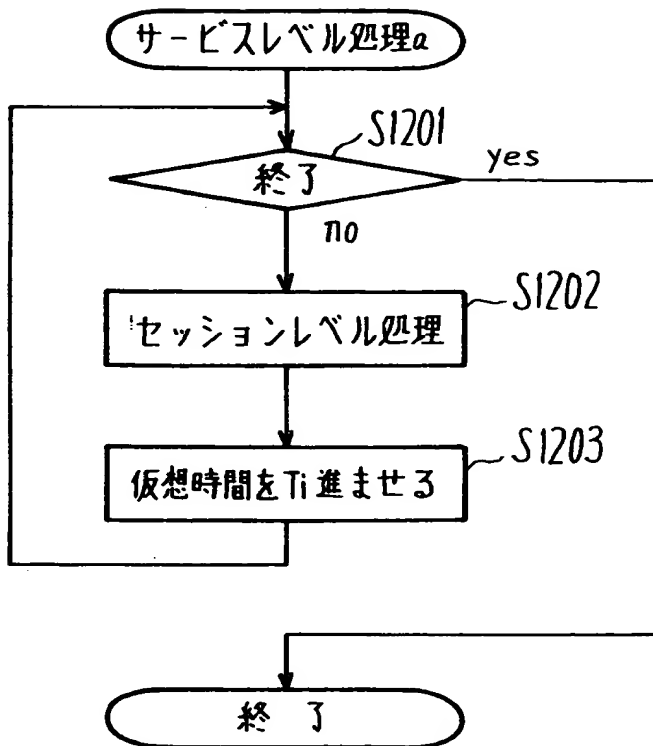 サービスレベル処理a
S1201
終了
yes
no
S1202
セッションレベル処理
S1203
仮想時間をTi進ませる
終了